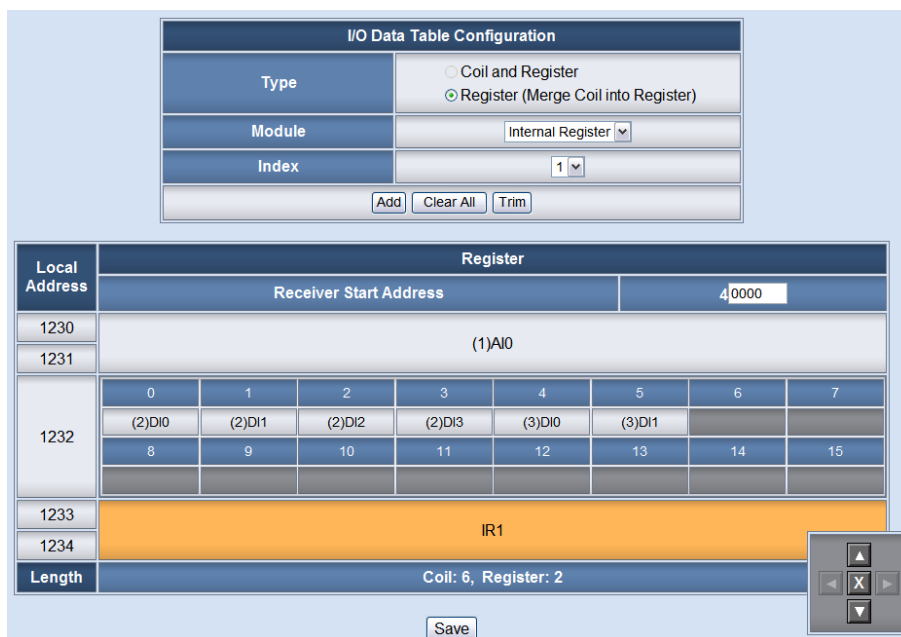 I/O Data Table Configuration
Type
Coil and Register
Register (Merge Coil into Register)
Module
Internal Register
Index
1
Add Clear All Trim
Local Address
Register
Receiver Start Address
4 0000
1230
1231
(1)AI0
1232
0 1 2 3 4 5 6 7
(2)DI0 (2)DI1 (2)DI2 (2)DI3 (3)DI0 (3)DI1
8 9 10 11 12 13 14 15
1233
1234
IR1
Length
Coil: 6, Register: 2
X
Save